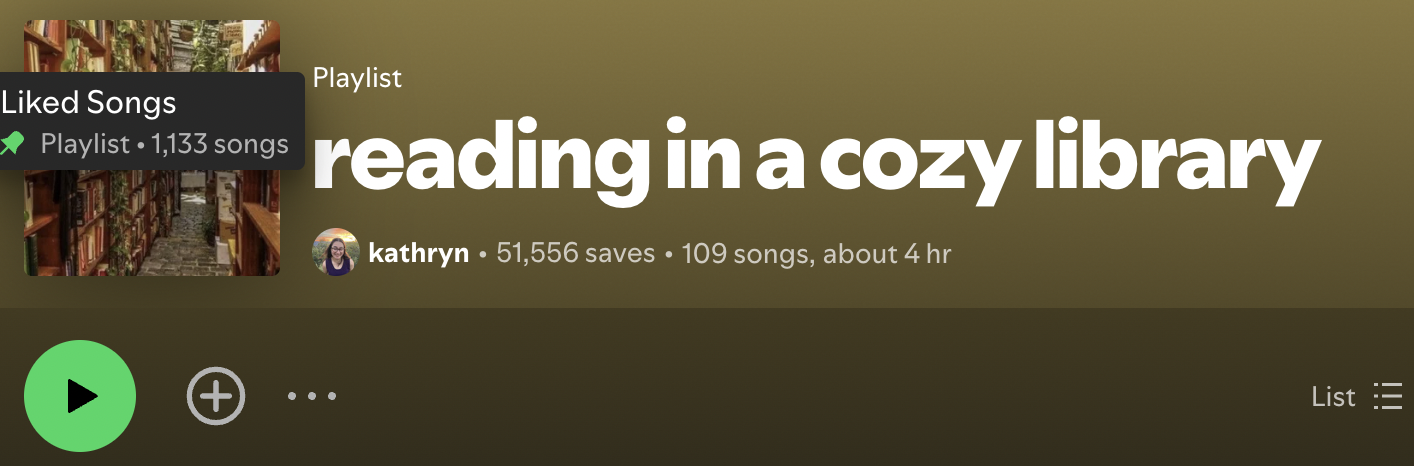 Liked Songs
Playlist • 1,133 songs
Playlist
reading in a cozy library
kathryn • 51,556 saves • 109 songs, about 4 hr
List